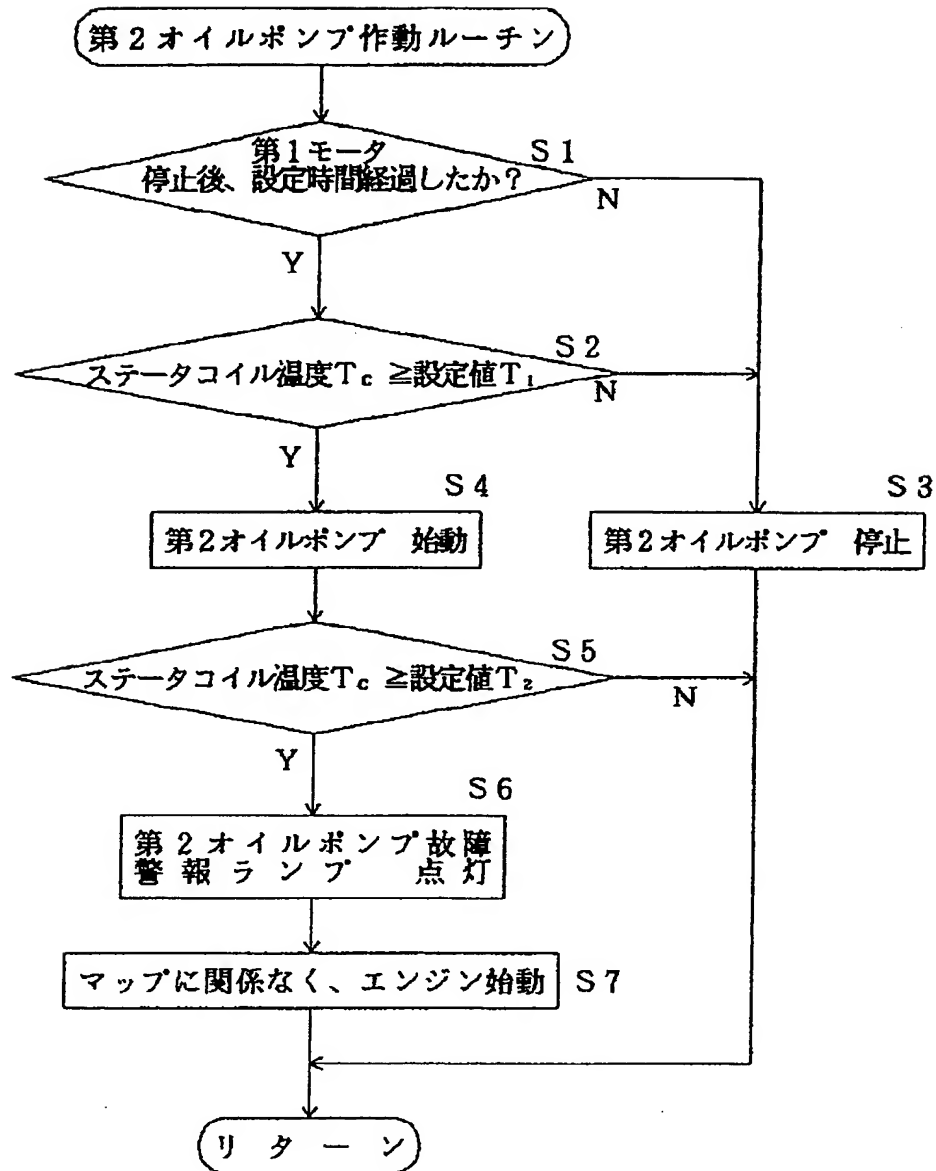 第2オイルポンプ作動ルーチン
第1モータ
停止後、設定時間経過したか?
S1
N
Y
ステータコイル温度Tc ≧設定値T1
S2
N
Y
S4
第2オイルポンプ 始動
S3
第2オイルポンプ 停止
ステータコイル温度Tc ≧設定値T2
S5
N
Y
S6
第2オイルポンプ故障
警報ランプ 点灯
マップに関係なく、エンジン始動
S7
リターン